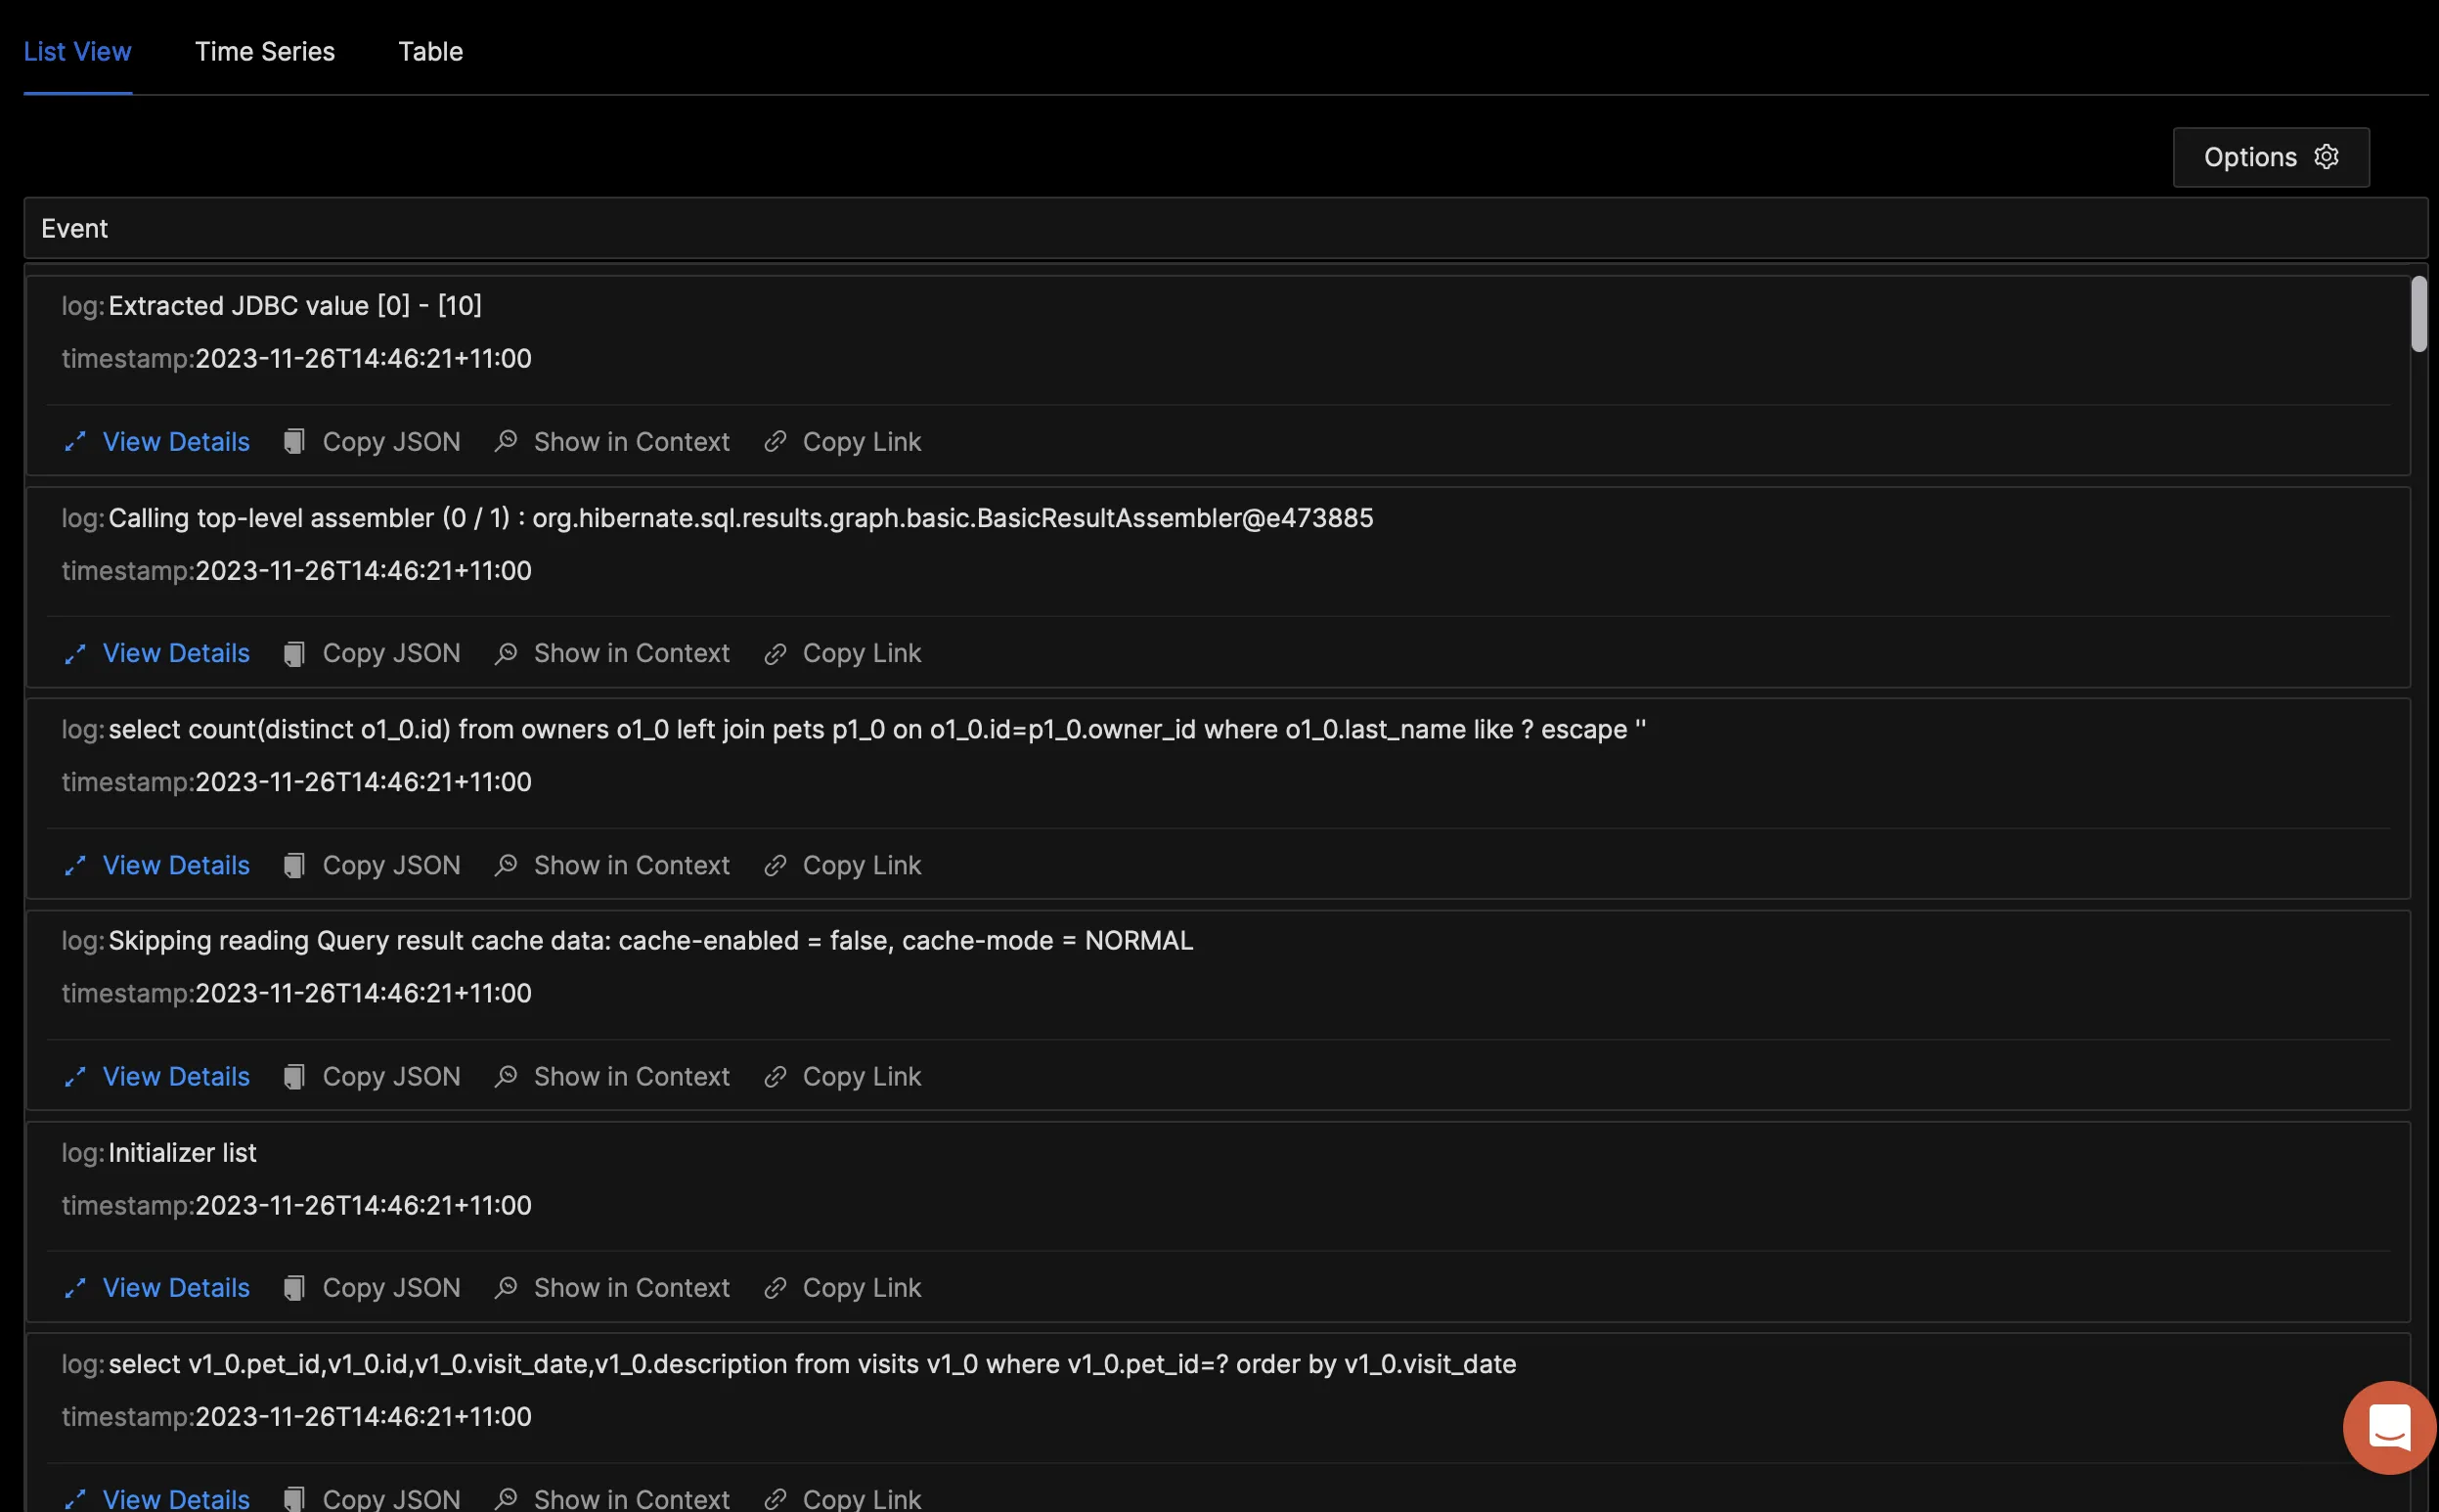 List View Time Series Table
Options
Event
log: Extracted JDBC value [0] - [10]
timestamp:2023-11-26T14:46:21+11:00
View Details Copy JSON Show in Context Copy Link
log: Calling top-level assembler (0 / 1) : org.hibernate.sql.results.graph.basic.BasicResultAssembler@e473885
timestamp:2023-11-26T14:46:21+11:00
View Details Copy JSON Show in Context Copy Link
log: select count(distinct o1_0.id) from owners o1_0 left join pets p1_0 on o1_0.id=p1_0.owner_id where o1_0.last_name like ? escape ''
timestamp:2023-11-26T14:46:21+11:00
View Details Copy JSON Show in Context Copy Link
log: Skipping reading Query result cache data: cache-enabled = false, cache-mode = NORMAL
timestamp:2023-11-26T14:46:21+11:00
View Details Copy JSON Show in Context Copy Link
log: Initializer list
timestamp:2023-11-26T14:46:21+11:00
View Details Copy JSON Show in Context Copy Link
log: select v1_0.pet_id,v1_0.id,v1_0.visit_date,v1_0.description from visits v1_0 where v1_0.pet_id=? order by v1_0.visit_date
timestamp:2023-11-26T14:46:21+11:00
View Details Copy JSON Show in Context Copy Link